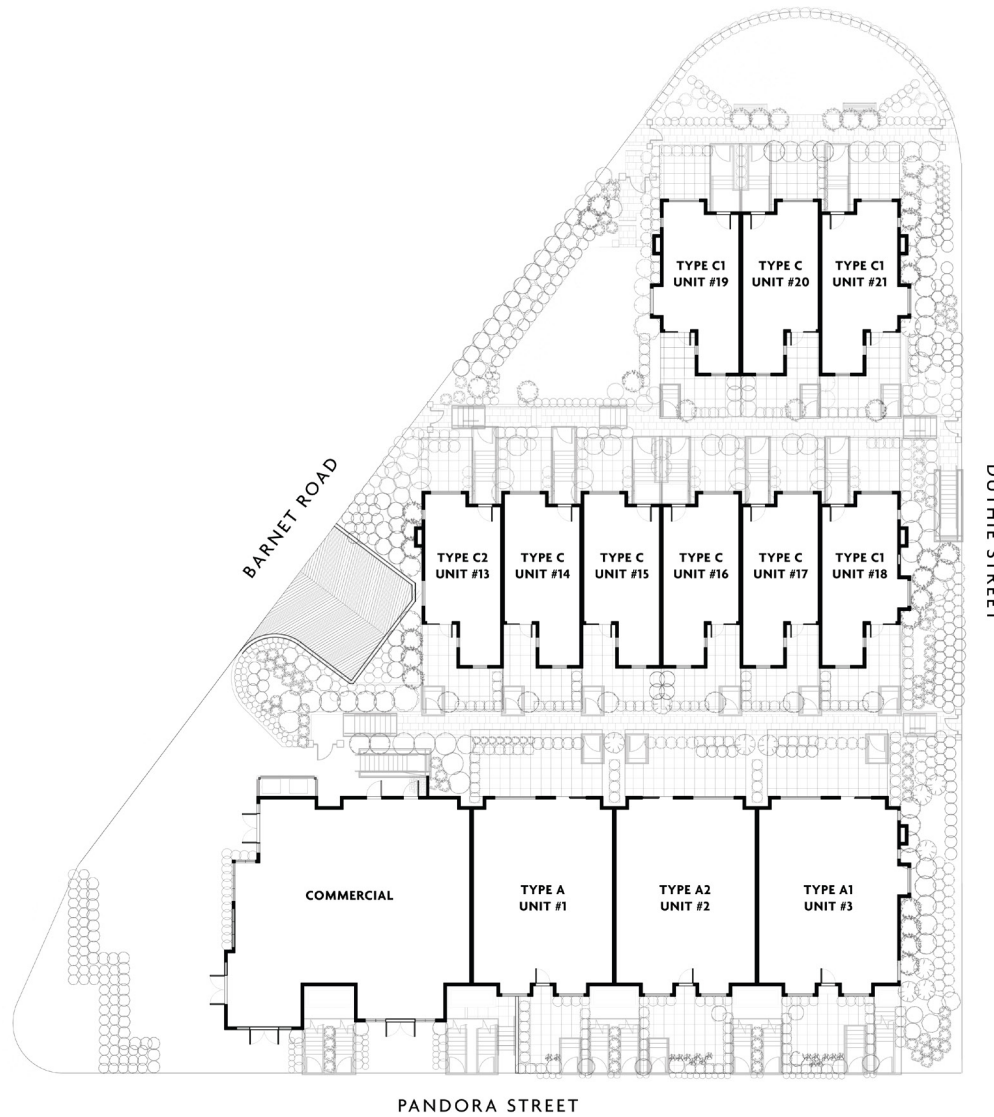 TYPE C1
UNIT #19
TYPE C
UNIT #20
TYPE C1
UNIT #21
BARNET ROAD
TYPE C2
UNIT #13
TYPE C
UNIT #14
TYPE C
UNIT #15
TYPE C
UNIT #16
TYPE C
UNIT #17
TYPE C1
UNIT #18
DUTHIE STREET
COMMERCIAL
TYPE A
UNIT #1
TYPE A2
UNIT #2
TYPE A1
UNIT #3
PANDORA STREET